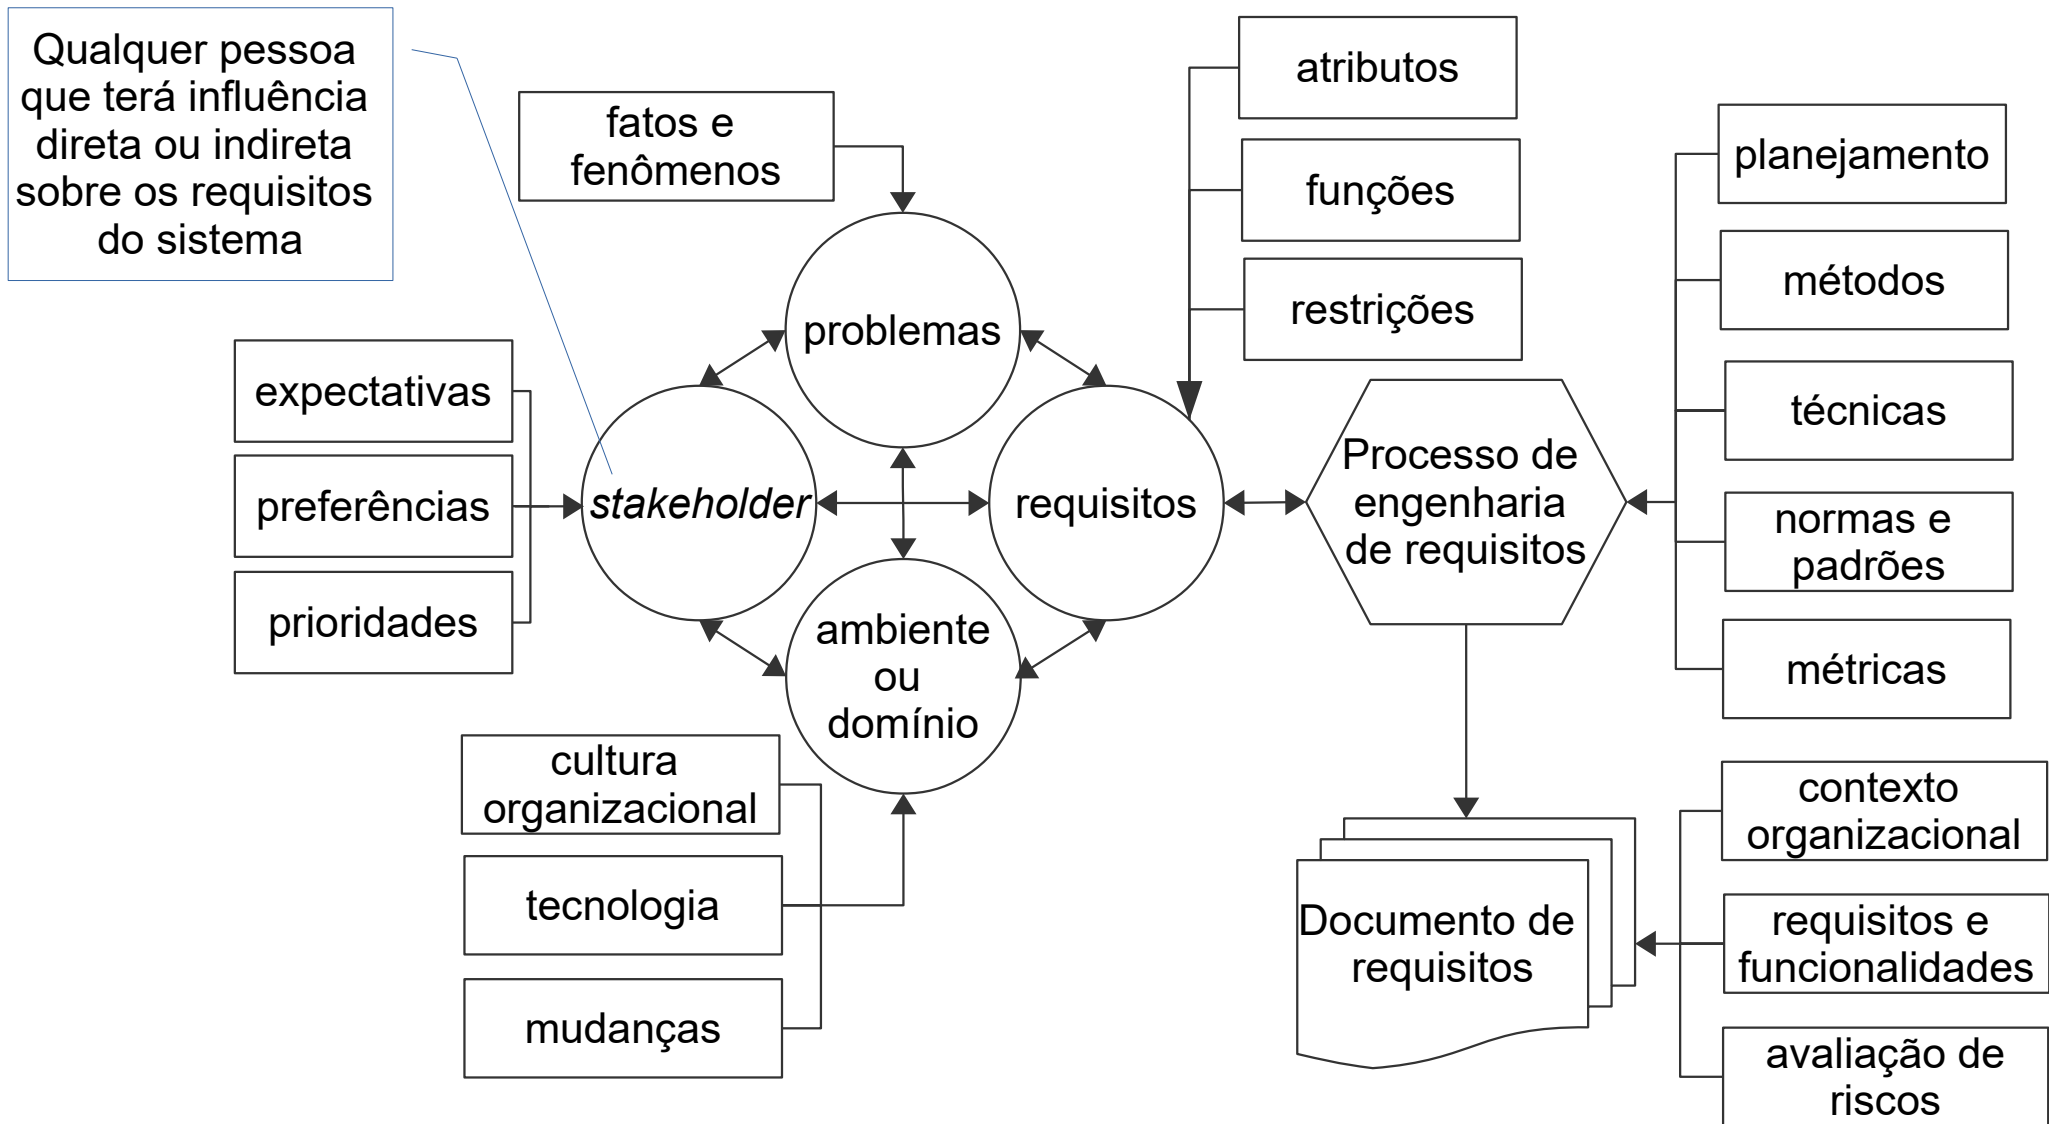 Qualquer pessoa
que terá influência
direta ou indireta
sobre os requisitos
do sistema
fatos e
fenômenos
atributos
funções
restrições
planejamento
métodos
técnicas
normas e
padrões
métricas
problemas
expectativas
preferências
prioridades
stakeholder
requisitos
Processo de
engenharia
de requisitos
ambiente
ou
domínio
cultura
organizacional
tecnologia
mudanças
Documento de
requisitos
contexto
organizacional
requisitos e
funcionalidades
avaliação de
riscos